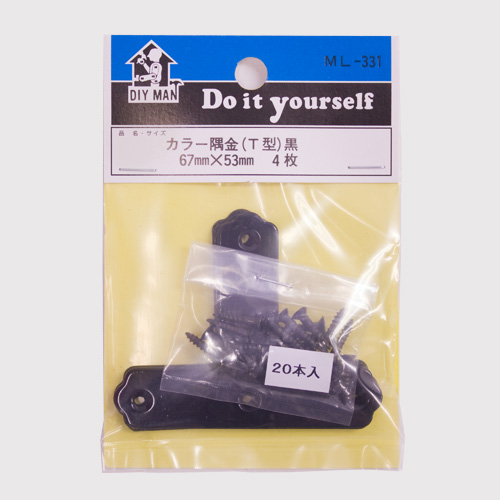 ML-331
DIY MAN
Do it yourself
品 名・サイズ
カラー隅金(T型)黒
67mm×53mm 4枚
20本入